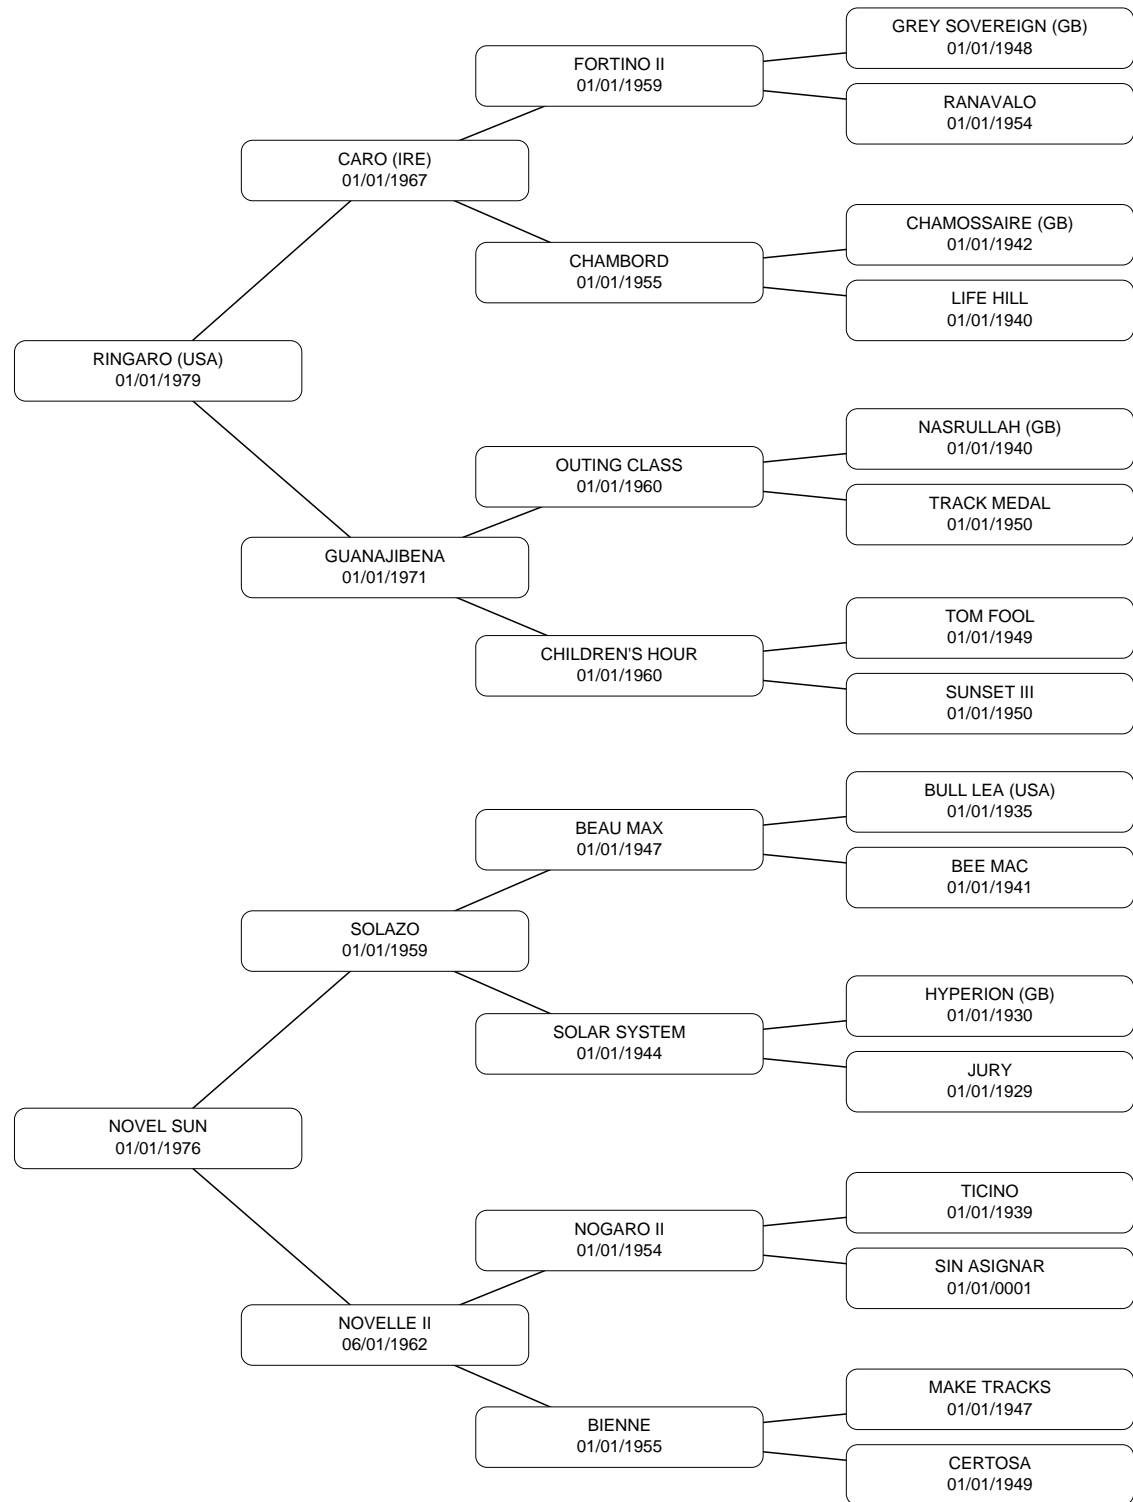 GREY SOVEREIGN (GB)
01/01/1948
FORTINO II
01/01/1959
RANAVALO
01/01/1954
CARO (IRE)
01/01/1967
CHAMOSSAIRE (GB)
01/01/1942
CHAMBORD
01/01/1955
LIFE HILL
01/01/1940
RINGARO (USA)
01/01/1979
NASRULLAH (GB)
01/01/1940
OUTING CLASS
01/01/1960
TRACK MEDAL
01/01/1950
GUANAJIBENA
01/01/1971
TOM FOOL
01/01/1949
CHILDREN'S HOUR
01/01/1960
SUNSET III
01/01/1950
BULL LEA (USA)
01/01/1935
BEAU MAX
01/01/1947
BEE MAC
01/01/1941
SOLAZO
01/01/1959
HYPERION (GB)
01/01/1930
SOLAR SYSTEM
01/01/1944
JURY
01/01/1929
NOVEL SUN
01/01/1976
TICINO
01/01/1939
NOGARO II
01/01/1954
SIN ASIGNAR
01/01/0001
NOVELLE II
06/01/1962
MAKE TRACKS
01/01/1947
BIENNE
01/01/1955
CERTOSA
01/01/1949